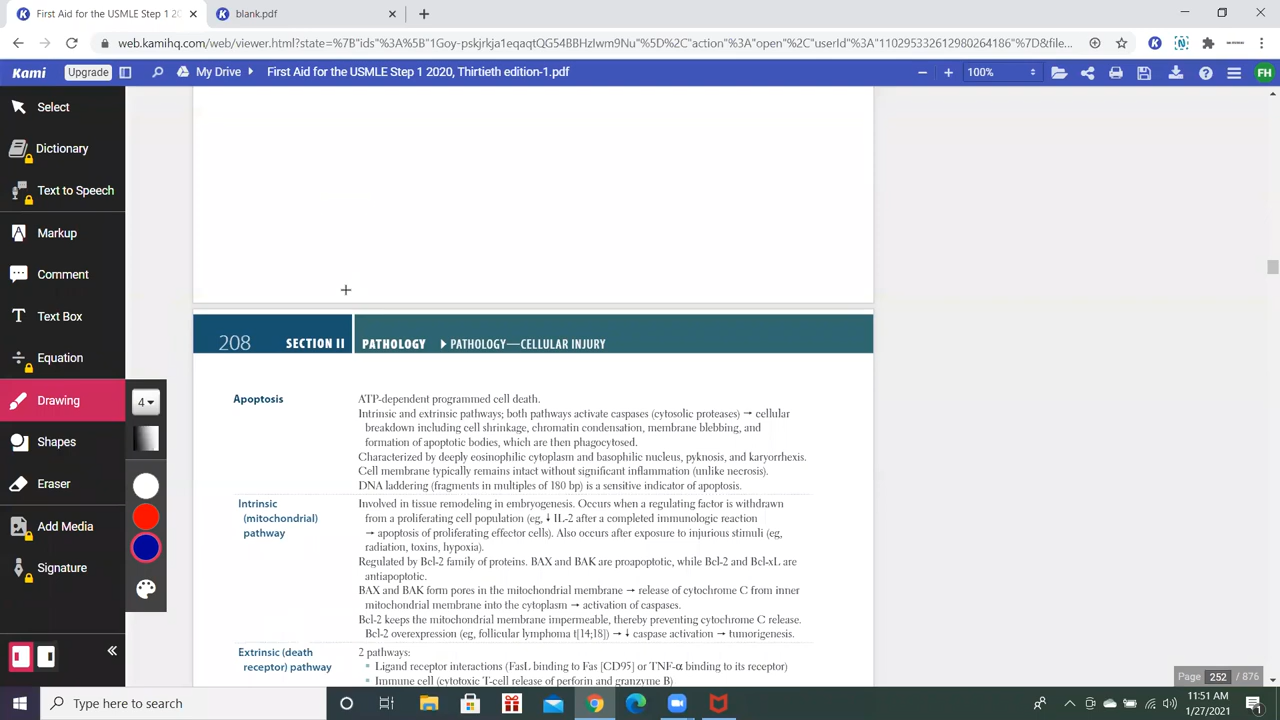 First Aid for the USMLE Step 1 20
blank.pdf
web.kamihq.com/web/viewer.html?state=%7B"ids"%3A%5B"1Goy-pskjrkja1eqaqtQG54BBHzIwm9Nu"%5D%2C"action"%3A"open"%2C"userId"%3A"110295332612980264186"%7D&file...
Kami
Upgrade
My Drive
First Aid for the USMLE Step 1 2020, Thirtieth edition-1.pdf
100%
FH
Select
Dictionary
Text to Speech
Markup
Comment
Text Box
Equation
Drawing
4
Shapes
Eraser
Add Media
Signature
208 SECTION II PATHOLOGY PATHOLOGY—CELLULAR INJURY
Apoptosis
ATP-dependent programmed cell death.
Intrinsic and extrinsic pathways; both pathways activate caspases (cytosolic proteases) → cellular
breakdown including cell shrinkage, chromatin condensation, membrane blebbing, and
formation of apoptotic bodies, which are then phagocytosed.
Characterized by deeply eosinophilic cytoplasm and basophilic nucleus, pyknosis, and karyorrhexis.
Cell membrane typically remains intact without significant inflammation (unlike necrosis).
DNA laddering (fragments in multiples of 180 bp) is a sensitive indicator of apoptosis.
Intrinsic
(mitochondrial)
pathway
Involved in tissue remodeling in embryogenesis. Occurs when a regulating factor is withdrawn
from a proliferating cell population (eg, ↓ IL-2 after a completed immunologic reaction
→ apoptosis of proliferating effector cells). Also occurs after exposure to injurious stimuli (eg,
radiation, toxins, hypoxia).
Regulated by Bcl-2 family of proteins. BAX and BAK are proapoptotic, while Bcl-2 and Bcl-xL are
antiapoptotic.
BAX and BAK form pores in the mitochondrial membrane → release of cytochrome C from inner
mitochondrial membrane into the cytoplasm → activation of caspases.
Bcl-2 keeps the mitochondrial membrane impermeable, thereby preventing cytochrome C release.
Bcl-2 overexpression (eg, follicular lymphoma t[14;18]) → ↓ caspase activation → tumorigenesis.
Extrinsic (death
receptor) pathway
2 pathways:
Ligand receptor interactions (FasL binding to Fas [CD95] or TNF-α binding to its receptor)
Immune cell (cytotoxic T-cell release of perforin and granzyme B)
Page 252 / 876
Type here to search
11:51 AM
1/27/2021